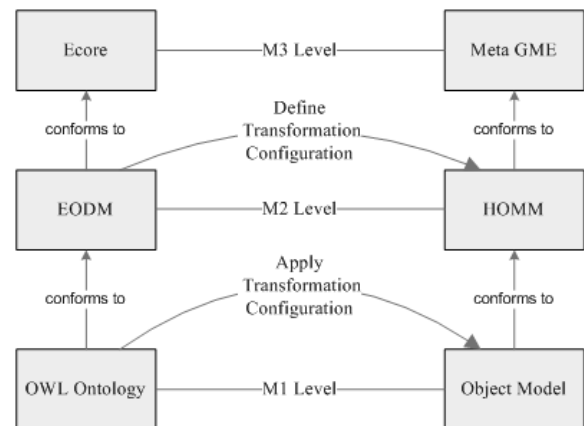 Ecore
M3 Level
Meta GME
conforms to
Define
Transformation
Configuration
conforms to
EODM
M2 Level
HOMM
conforms to
Apply
Transformation
Configuration
conforms to
OWL Ontology
M1 Level
Object Model